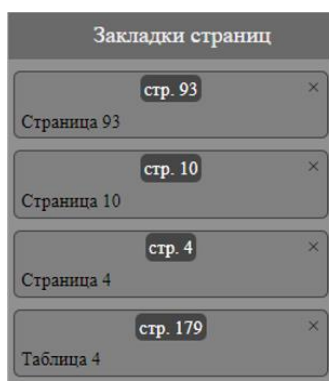 Закладки страниц
стр. 93 ×
Страница 93
стр. 10 ×
Страница 10
стр. 4 ×
Страница 4
стр. 179 ×
Таблица 4